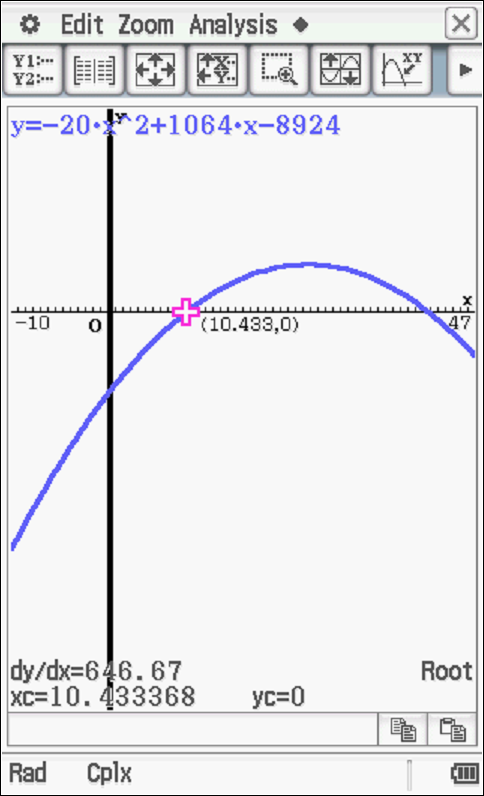 Edit Zoom Analysis
Y1:···
Y2:···
XY
y=-20·x^2+1064·x-8924
y
x
-10
O
(10.433,0)
47
dy/dx=646.67
Root
xc=10.433368
yc=0
Rad
Cplx